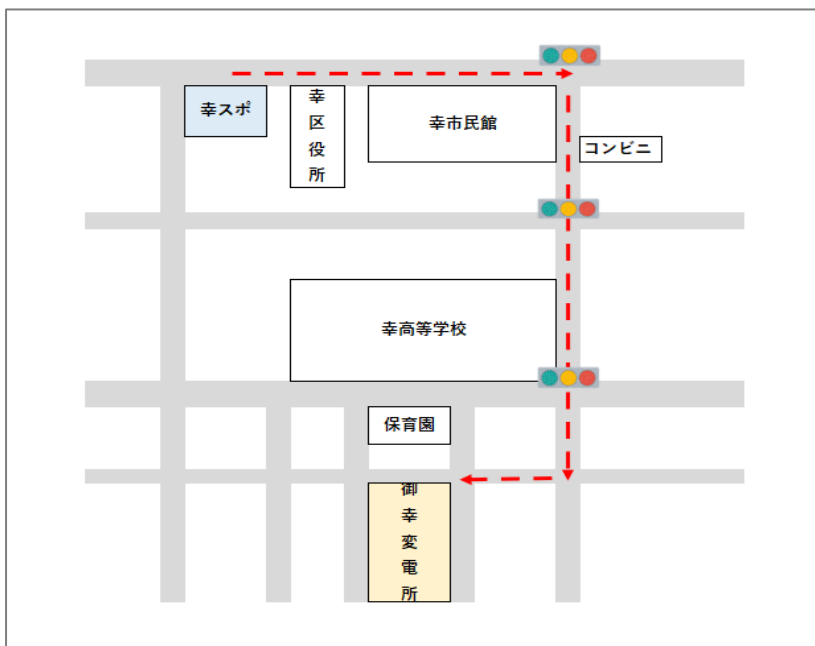 幸スポ
幸区役所
幸市民館
コンビニ
幸高等学校
保育園
御幸変電所